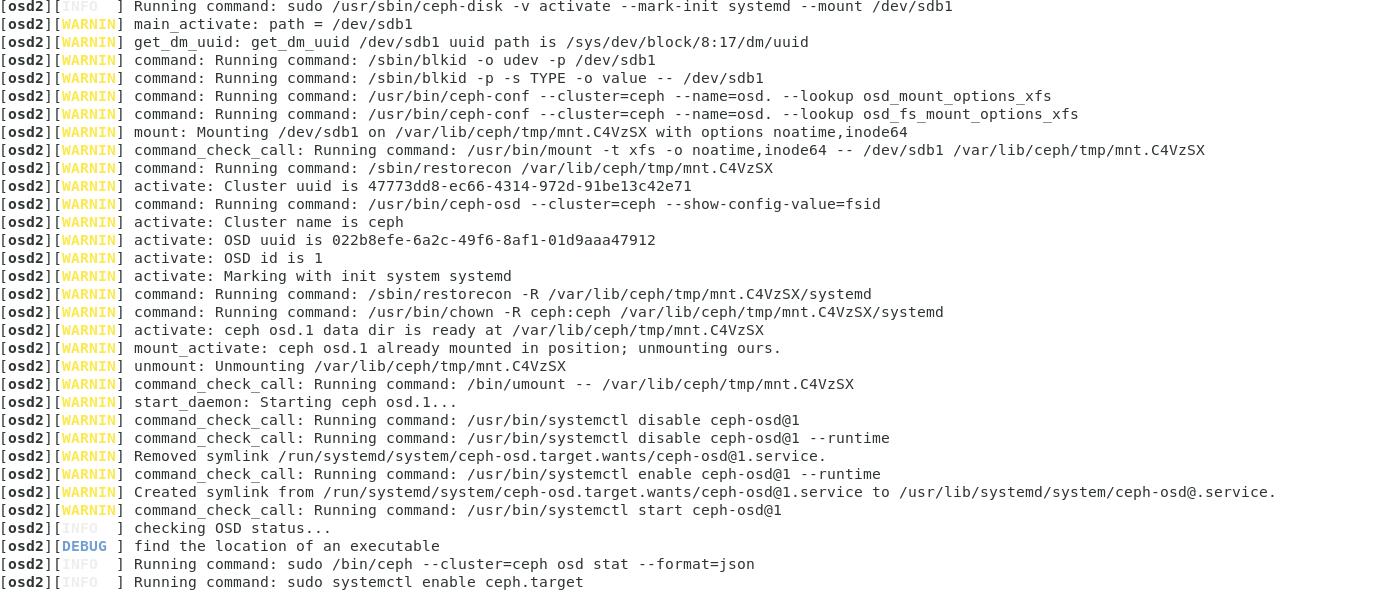 [osd2][INFO  ] Running command: sudo /usr/sbin/ceph-disk -v activate --mark-init systemd --mount /dev/sdb1
[osd2][WARNIN] main_activate: path = /dev/sdb1
[osd2][WARNIN] get_dm_uuid: get_dm_uuid /dev/sdb1 uuid path is /sys/dev/block/8:17/dm/uuid
[osd2][WARNIN] command: Running command: /sbin/blkid -o udev -p /dev/sdb1
[osd2][WARNIN] command: Running command: /sbin/blkid -p -s TYPE -o value -- /dev/sdb1
[osd2][WARNIN] command: Running command: /usr/bin/ceph-conf --cluster=ceph --name=osd. --lookup osd_mount_options_xfs
[osd2][WARNIN] command: Running command: /usr/bin/ceph-conf --cluster=ceph --name=osd. --lookup osd_fs_mount_options_xfs
[osd2][WARNIN] mount: Mounting /dev/sdb1 on /var/lib/ceph/tmp/mnt.C4VzSX with options noatime,inode64
[osd2][WARNIN] command_check_call: Running command: /usr/bin/mount -t xfs -o noatime,inode64 -- /dev/sdb1 /var/lib/ceph/tmp/mnt.C4VzSX
[osd2][WARNIN] command: Running command: /sbin/restorecon /var/lib/ceph/tmp/mnt.C4VzSX
[osd2][WARNIN] activate: Cluster uuid is 47773dd8-ec66-4314-972d-91be13c42e71
[osd2][WARNIN] command: Running command: /usr/bin/ceph-osd --cluster=ceph --show-config-value=fsid
[osd2][WARNIN] activate: Cluster name is ceph
[osd2][WARNIN] activate: OSD uuid is 022b8efe-6a2c-49f6-8af1-01d9aaa47912
[osd2][WARNIN] activate: OSD id is 1
[osd2][WARNIN] activate: Marking with init system systemd
[osd2][WARNIN] command: Running command: /sbin/restorecon -R /var/lib/ceph/tmp/mnt.C4VzSX/systemd
[osd2][WARNIN] command: Running command: /usr/bin/chown -R ceph:ceph /var/lib/ceph/tmp/mnt.C4VzSX/systemd
[osd2][WARNIN] activate: ceph osd.1 data dir is ready at /var/lib/ceph/tmp/mnt.C4VzSX
[osd2][WARNIN] mount_activate: ceph osd.1 already mounted in position; unmounting ours.
[osd2][WARNIN] unmount: Unmounting /var/lib/ceph/tmp/mnt.C4VzSX
[osd2][WARNIN] command_check_call: Running command: /bin/umount -- /var/lib/ceph/tmp/mnt.C4VzSX
[osd2][WARNIN] start_daemon: Starting ceph osd.1...
[osd2][WARNIN] command_check_call: Running command: /usr/bin/systemctl disable ceph-osd@1
[osd2][WARNIN] command_check_call: Running command: /usr/bin/systemctl disable ceph-osd@1 --runtime
[osd2][WARNIN] Removed symlink /run/systemd/system/ceph-osd.target.wants/ceph-osd@1.service.
[osd2][WARNIN] command_check_call: Running command: /usr/bin/systemctl enable ceph-osd@1 --runtime
[osd2][WARNIN] Created symlink from /run/systemd/system/ceph-osd.target.wants/ceph-osd@1.service to /usr/lib/systemd/system/ceph-osd@.service.
[osd2][WARNIN] command_check_call: Running command: /usr/bin/systemctl start ceph-osd@1
[osd2][INFO  ] checking OSD status...
[osd2][DEBUG ] find the location of an executable
[osd2][INFO  ] Running command: sudo /bin/ceph --cluster=ceph osd stat --format=json
[osd2][INFO  ] Running command: sudo systemctl enable ceph.target